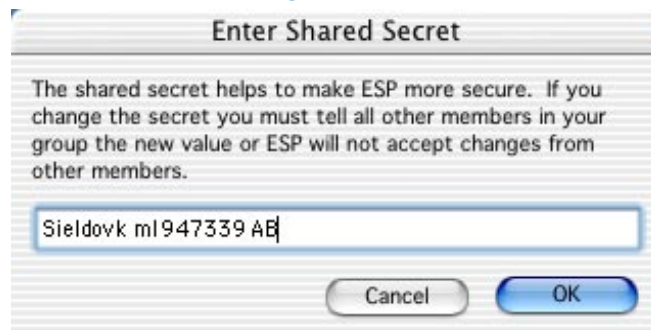 Enter Shared Secret
The shared secret helps to make ESP more secure. If you
change the secret you must tell all other members in your
group the new value or ESP will not accept changes from
other members.
Sieldovk ml947339 AB
Cancel
OK